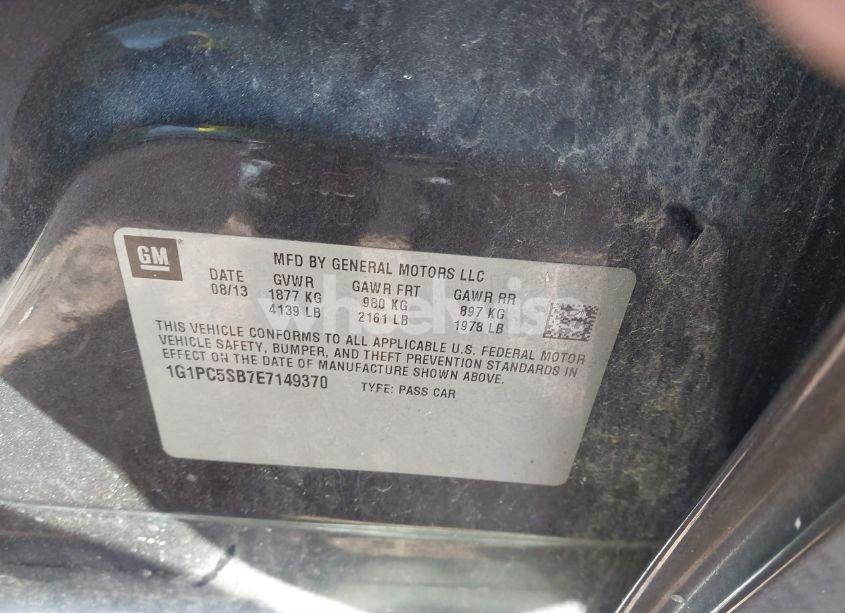 GM
MFD BY GENERAL MOTORS LLC
DATE GVWR GAWR FRT GAWR RR
08/13 1877 KG 980 KG 897 KG
4139 LB 2161 LB 1978 LB
THIS VEHICLE CONFORMS TO ALL APPLICABLE U.S. FEDERAL MOTOR
VEHICLE SAFETY, BUMPER, AND THEFT PREVENTION STANDARDS IN
EFFECT ON THE DATE OF MANUFACTURE SHOWN ABOVE.
1G1PC5SB7E7149370 TYPE: PASS CAR